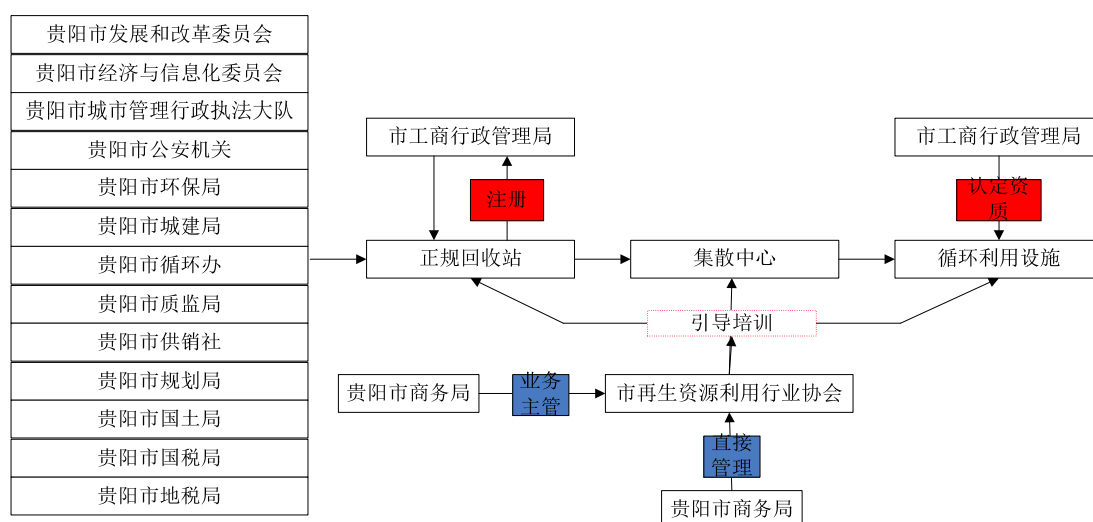 贵阳市发展和改革委员会
贵阳市经济与信息化委员会
贵阳市城市管理行政执法大队
贵阳市公安机关
贵阳市环保局
贵阳市城建局
贵阳市循环办
贵阳市质监局
贵阳市供销社
贵阳市规划局
贵阳市国土局
贵阳市国税局
贵阳市地税局
市工商行政管理局
注册
正规回收站
集散中心
市工商行政管理局
认定资
质
循环利用设施
引导培训
贵阳市商务局
业务
主管
市再生资源利用行业协会
直接
管理
贵阳市商务局